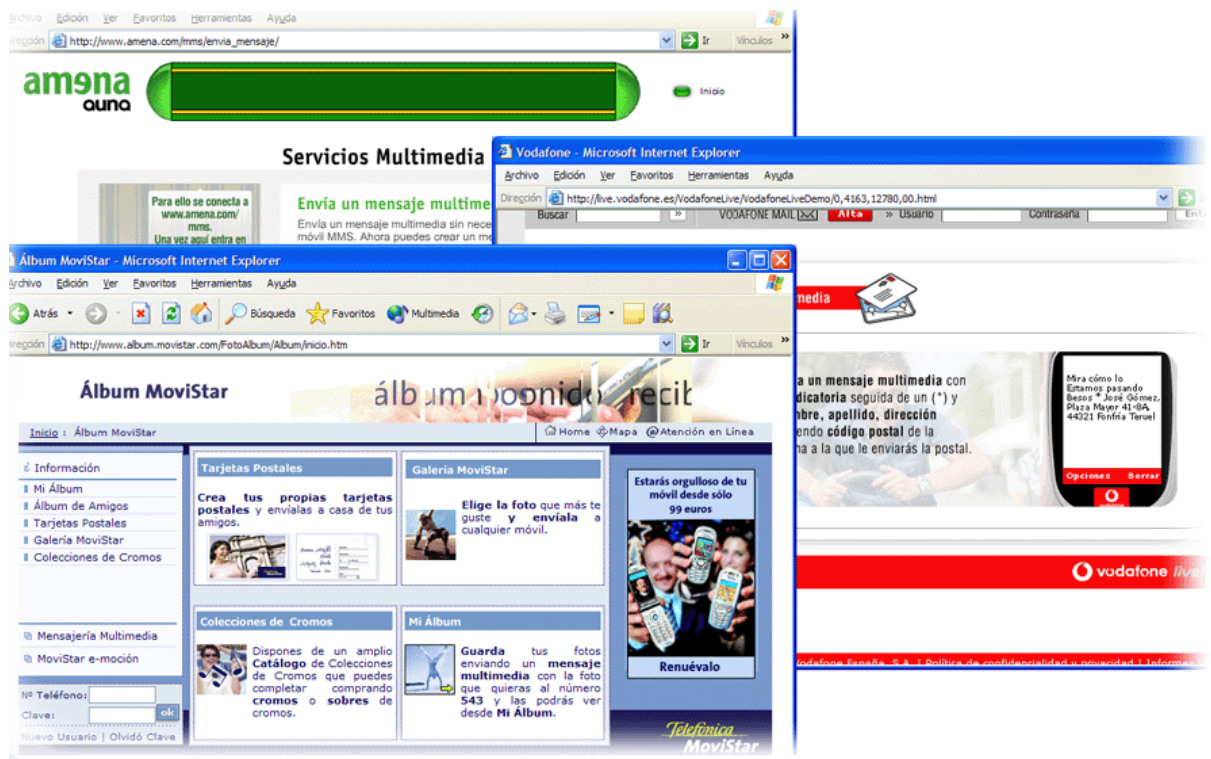 Archivo Edición Ver Favoritos Herramientas Ayuda
Dirección http://www.amena.com/mms/envia_mensaje/ Ir Vínculos »
amena
auna
Inicio
Servicios Multimedia
Para ello se conecta a
www.amena.com/
mms.
Una vez aquí entra en
Envía un mensaje multime
Envía un mensaje multimedia sin nece
móvil MMS. Ahora puedes crear un me
Vodafone - Microsoft Internet Explorer
Archivo Edición Ver Favoritos Herramientas Ayuda
Dirección http://live.vodafone.es/VodafoneLive/VodafoneLiveDemo/0,4163,12780,00.html
Buscar » VODAFONE MAIL Alta » Usuario Contraseña Ent
media
a un mensaje multimedia con
dicatoria seguida de un (*) y
mbre, apellido, dirección
endo código postal de la
na a la que le enviarás la postal.
Mira cómo lo
Estamos pasando
Besos * José Gómez,
Plaza Mayor 41-8A,
44321 Fonfría Teruel
Opciones Borrar
vodafone live
Vodafone España, S.A. | Política de confidencialidad y privacidad | Informes
Álbum MoviStar - Microsoft Internet Explorer
Archivo Edición Ver Favoritos Herramientas Ayuda
Atrás Búsqueda Favoritos Multimedia
Dirección http://www.album.movistar.com/FotoAlbum/Album/inicio.htm Ir Vínculos »
Álbum MoviStar
álbum recib
Inicio : Álbum MoviStar
Home Mapa @Atención en Línea
¿ Información
Mi Álbum
Álbum de Amigos
Tarjetas Postales
Galería MoviStar
Colecciones de Cromos
Mensajería Multimedia
MoviStar e-moción
Nº Teléfono:
Clave: ok
Nuevo Usuario | Olvidó Clave
Tarjetas Postales
Crea tus propias tarjetas
postales y envíalas a casa de tus
amigos.
Galería MoviStar
Elige la foto que más te
guste y envíala a
cualquier móvil.
Colecciones de Cromos
Dispones de un amplio
Catálogo de Colecciones
de Cromos que puedes
completar comprando
cromos o sobres de
cromos.
Mi Álbum
Guarda tus fotos
enviando un mensaje
multimedia con la foto
que quieras al número
543 y las podrás ver
desde Mi Álbum.
Estarás orgulloso de tu
móvil desde sólo
99 euros
Renuévalo
Telefónica
MoviStar